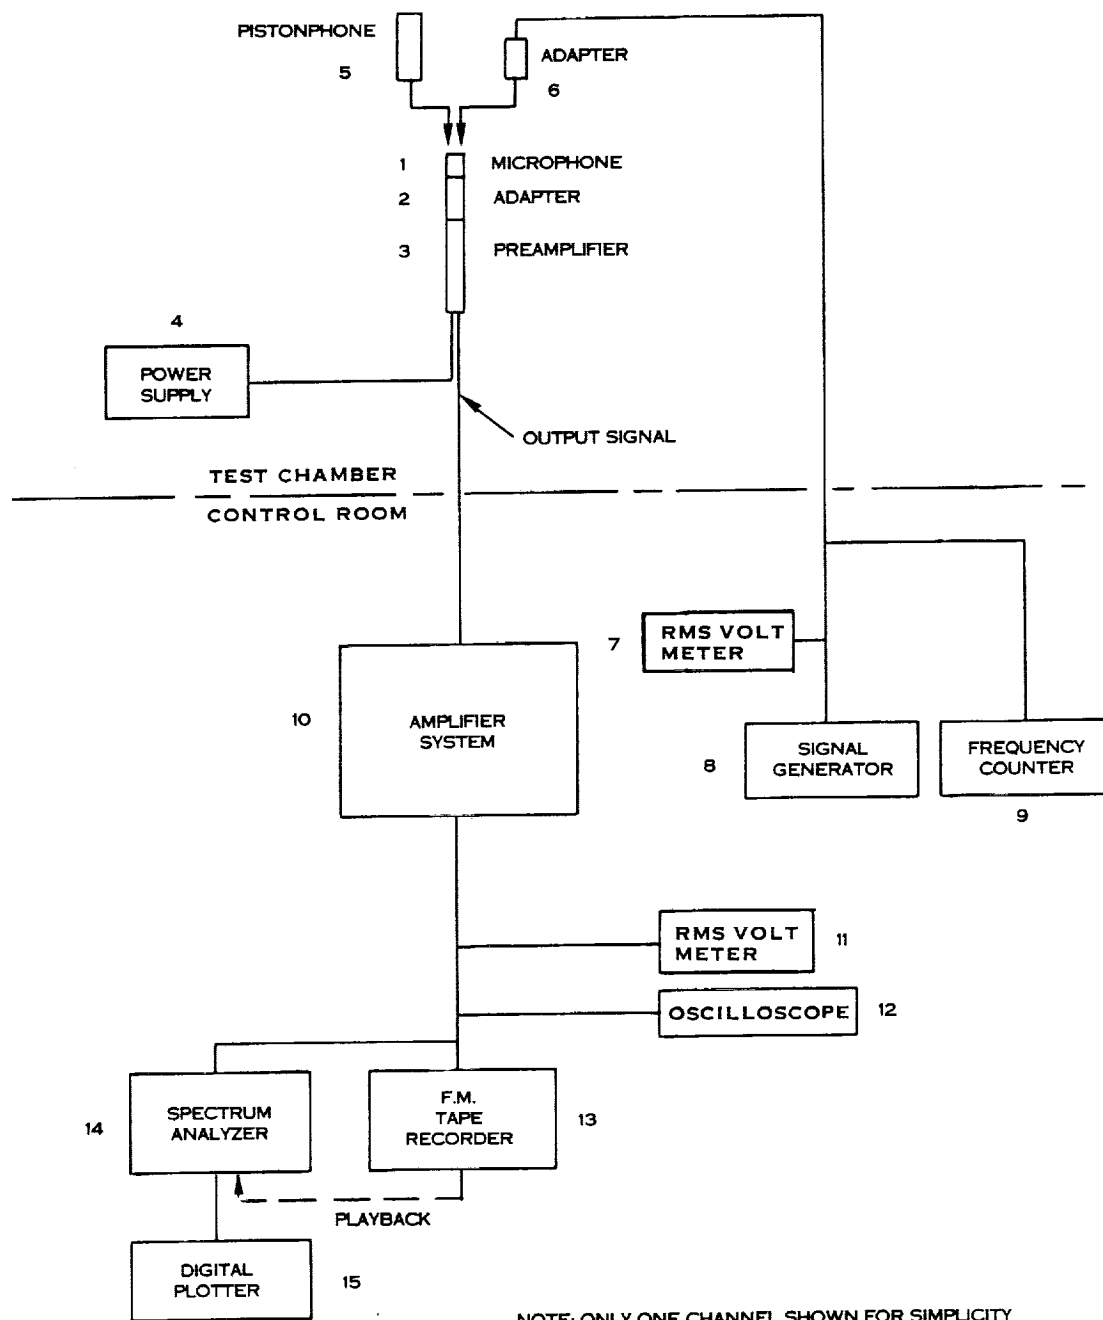 PISTONPHONE
5
ADAPTER
6
1 MICROPHONE
2 ADAPTER
3 PREAMPLIFIER
4
POWER
SUPPLY
OUTPUT SIGNAL
TEST CHAMBER
CONTROL ROOM
7
RMS VOLT
METER
10
AMPLIFIER
SYSTEM
8
SIGNAL
GENERATOR
FREQUENCY
COUNTER
9
RMS VOLT
METER
11
OSCILLOSCOPE
12
14
SPECTRUM
ANALYZER
F.M.
TAPE
RECORDER
13
PLAYBACK
DIGITAL
PLOTTER
15
NOTE: ONLY ONE CHANNEL SHOWN FOR SIMPLICITY